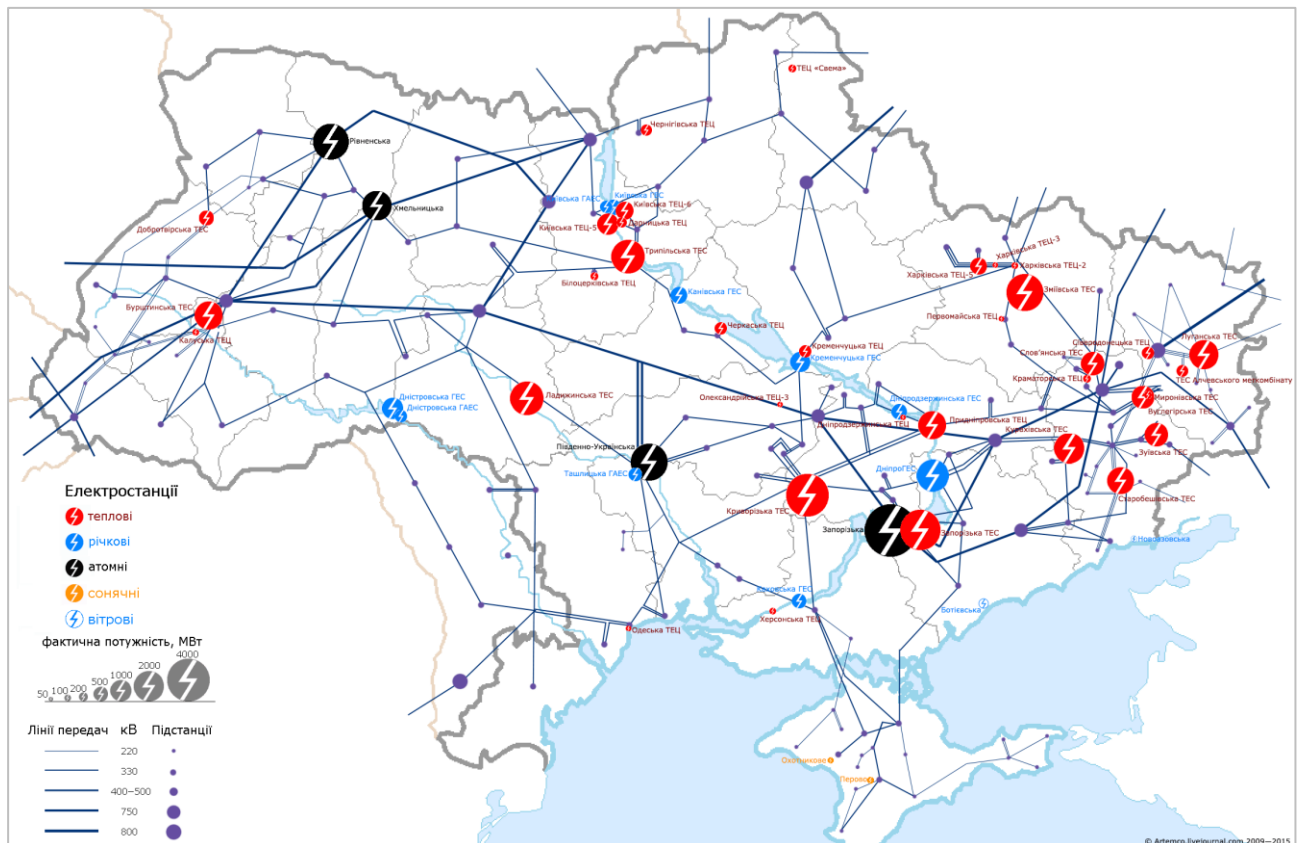 ТЕЦ «Свема»
Чернігівська ТЕЦ
Рівненська
Хмельницька
Київська ГЕС
Київська ГАЕС
Київська ТЕЦ-6
Дарницька ТЕЦ
Київська ТЕЦ-5
Добротвірська ТЕС
Трипільська ТЕС
Білоцерківська ТЕЦ
Харківська ТЕЦ-3
Харківська ТЕЦ-2
Харківська ТЕЦ-5
Зміївська ТЕС
Канівська ГЕС
Бурштинська ТЕС
Калуська ТЕЦ
Первомайська ТЕЦ
Черкаська ТЕЦ
Кременчуцька ТЕЦ
Кременчуцька ГЕС
Сєвєродонецька ТЕЦ
Луганська ТЕС
Слов'янська ТЕС
Краматорська ТЕЦ
ТЕС Алчевського меткомбінату
Миронівська ТЕС
Вуглегірська ТЕС
Ладижинська ТЕС
Олександрійська ТЕЦ-3
Дніпродзержинська ГЕС
Дністровська ГЕС
Дністровська ГАЕС
Дніпродзержинська ТЕЦ
Придніпровська ТЕС
Курахівська ТЕС
Зуївська ТЕС
Південно-Українська
Ташлицька ГАЕС
ДніпроГЕС
Старобешівська ТЕС
Криворізька ТЕС
Запорізька
Запорізька ТЕС
Новоазовська
Каховська ГЕС
Херсонська ТЕЦ
Ботієвська
Одеська ТЕЦ
Охотникове
Перово
Електростанції
теплові
річкові
атомні
сонячні
вітрові
фактична потужність, МВт
50 100 200 500 1000 2000 4000
Лінії передач кВ Підстанції
220
330
400—500
750
800
© Artemco.livejournal.com 2009—2015